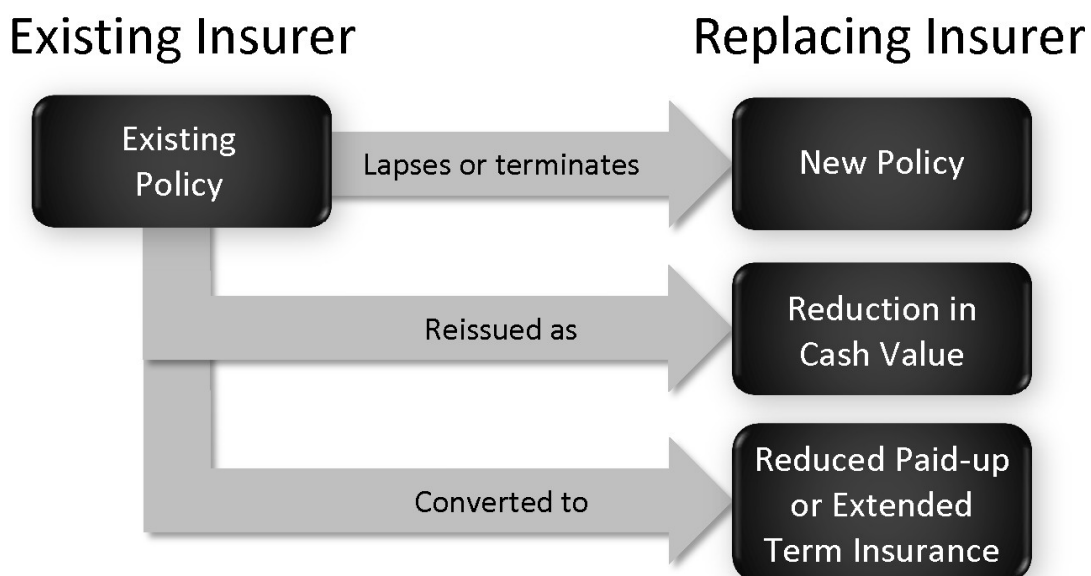 Existing Insurer
Replacing Insurer
Existing
Policy
Lapses or terminates
New Policy
Reissued as
Reduction in
Cash Value
Converted to
Reduced Paid-up
or Extended
Term Insurance